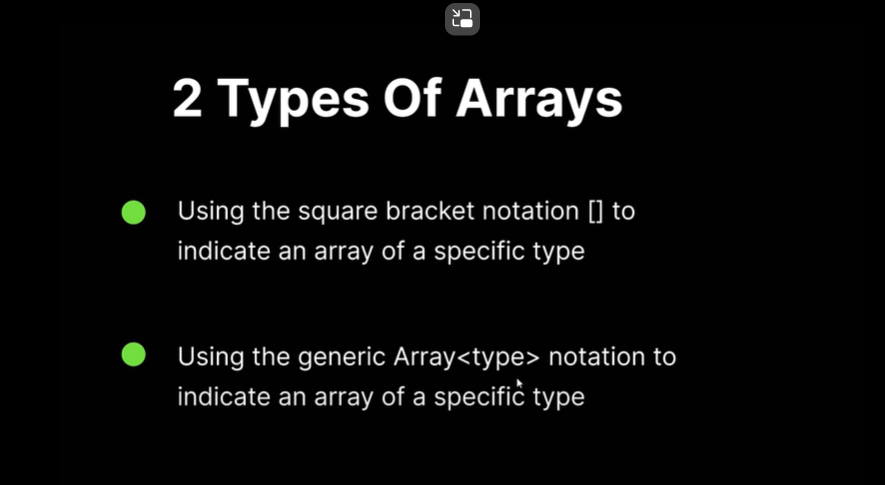 2 Types Of Arrays
Using the square bracket notation [] to
indicate an array of a specific type
Using the generic Array<type> notation to
indicate an array of a specific type